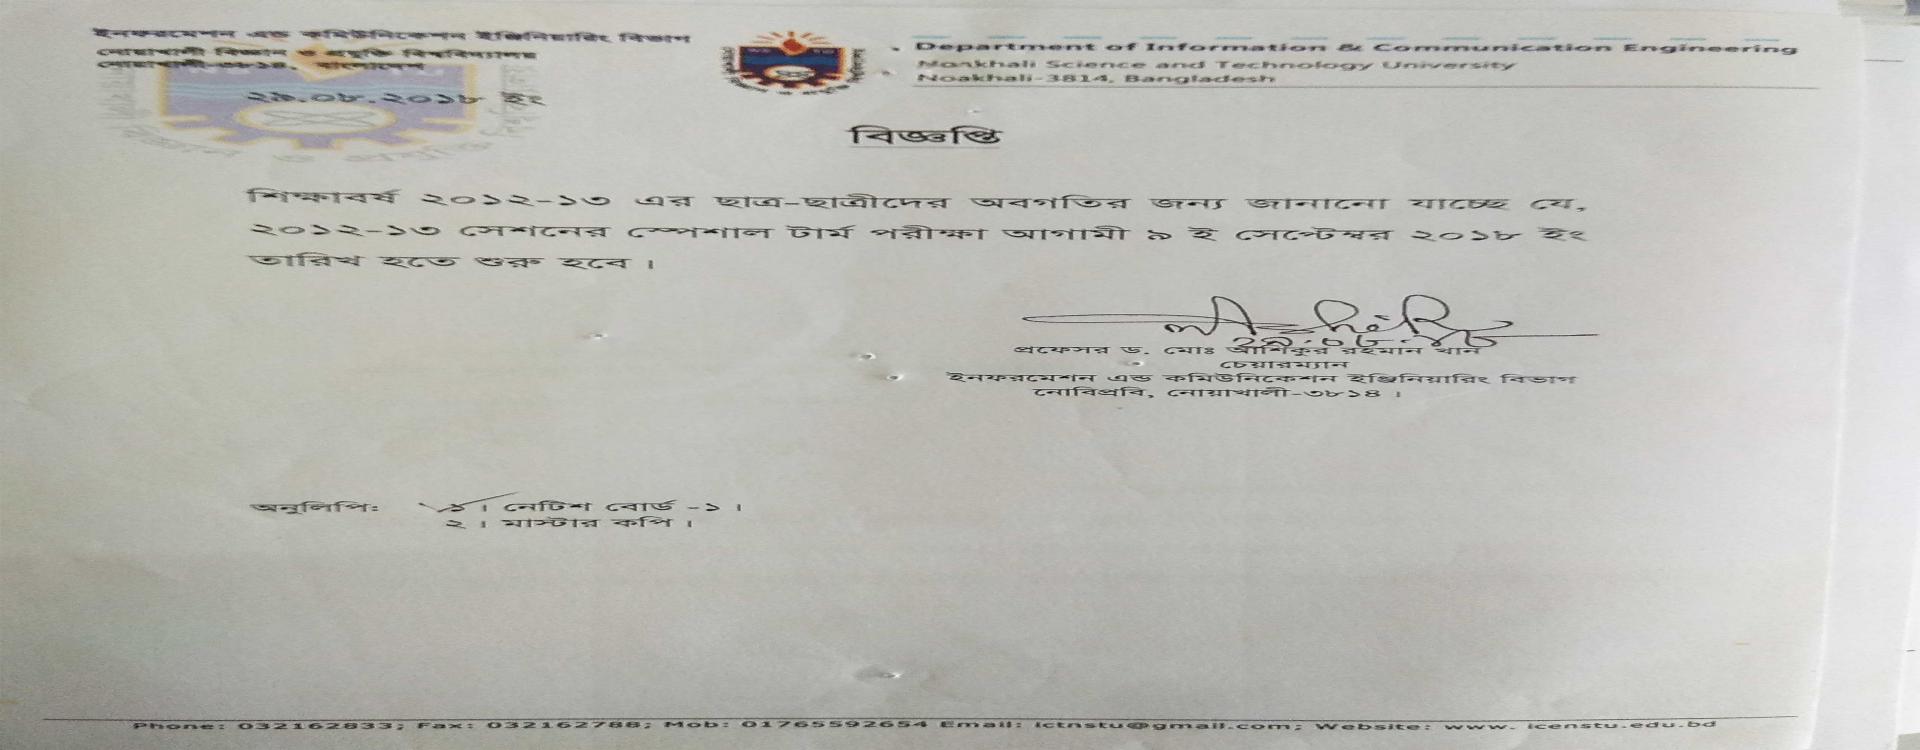 ইনফরমেশন এন্ড কমিউনিকেশন ইঞ্জিনিয়ারিং বিভাগ
নোয়াখালী বিজ্ঞান ও প্রযুক্তি বিশ্ববিদ্যালয়
নোয়াখালী-৩৮১৪, বাংলাদেশ
Department of Information & Communication Engineering
Noakhali Science and Technology University
Noakhali-3814, Bangladesh
২৯.০৮.২০১৮ ইং
বিজ্ঞপ্তি
শিক্ষাবর্ষ ২০১২-১৩ এর ছাত্র-ছাত্রীদের অবগতির জন্য জানানো যাচ্ছে যে,
২০১২-১৩ সেশনের স্পেশাল টার্ম পরীক্ষা আগামী ৯ ই সেপ্টেম্বর ২০১৮ ইং
তারিখ হতে শুরু হবে।
২৯.০৮.১৮
প্রফেসর ড. মোঃ আশিকুর রহমান খান
চেয়ারম্যান
ইনফরমেশন এন্ড কমিউনিকেশন ইঞ্জিনিয়ারিং বিভাগ
নোবিপ্রবি, নোয়াখালী-৩৮১৪।
অনুলিপিঃ ১। নোটিশ বোর্ড -১।
২। মাস্টার কপি।
Phone: 032162833; Fax: 032162788; Mob: 01765592654 Email: ictnstu@gmail.com; Website: www. icenstu.edu.bd